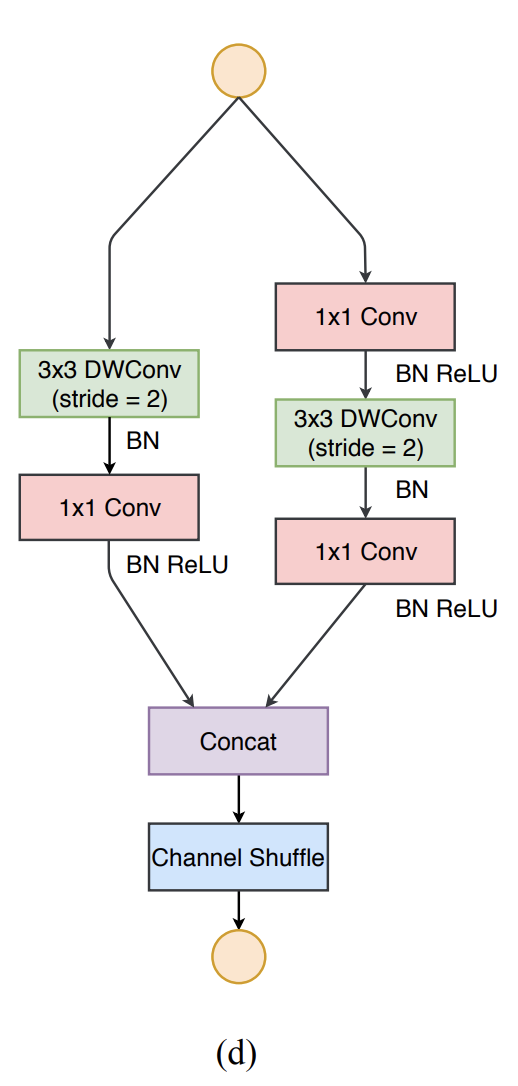 1x1 Conv
3x3 DWConv
(stride = 2)
BN ReLU
3x3 DWConv
(stride = 2)
BN
BN
1x1 Conv
1x1 Conv
BN ReLU
BN ReLU
Concat
Channel Shuffle
(d)